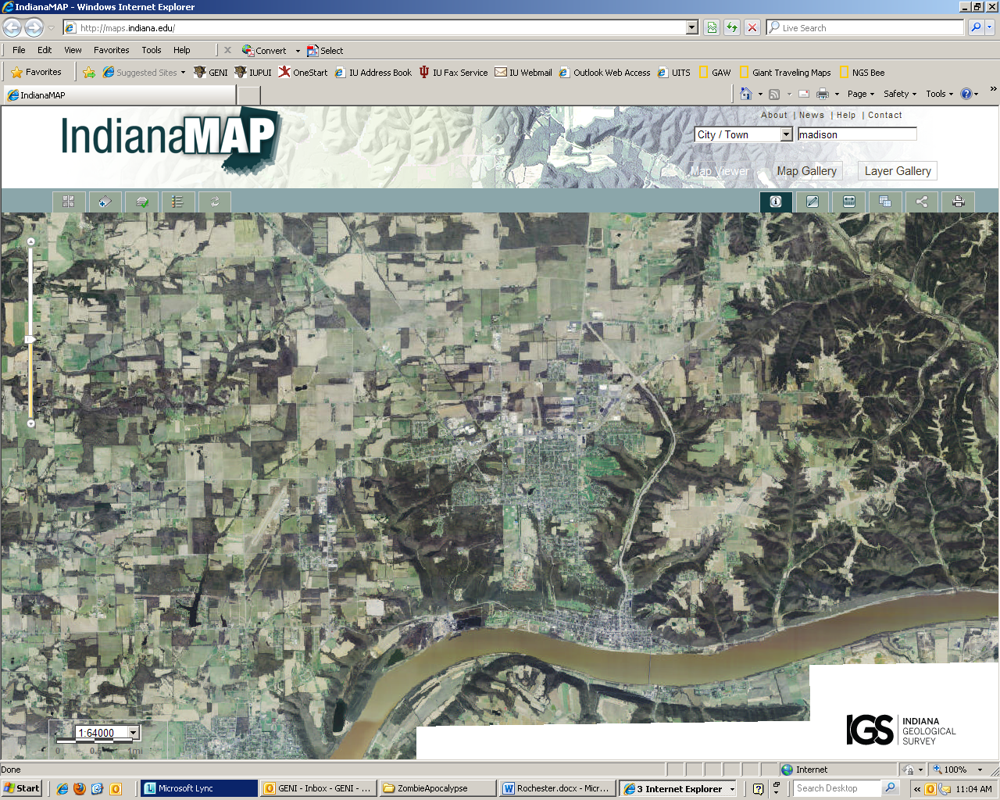 IndianaMAP - Windows Internet Explorer
http://maps.indiana.edu/
Live Search
File Edit View Favorites Tools Help
Convert
Select
Favorites
Suggested Sites
GENI
IUPUI
OneStart
IU Address Book
IU Fax Service
IU Webmail
Outlook Web Access
UITS
GAW
Giant Traveling Maps
NGS Bee
IndianaMAP
Page
Safety
Tools
»
IndianaMAP
About | News | Help | Contact
City / Town
madison
Map Viewer
Map Gallery
Layer Gallery
1:64000
0 0.5 1mi
IGS
INDIANA
GEOLOGICAL
SURVEY
Done
Internet
100%
Start
Microsoft Lync
GENI - Inbox - GENI - ...
ZombieApocalypse
Rochester.docx - Micr...
3 Internet Explorer
Search Desktop
«
11:04 AM